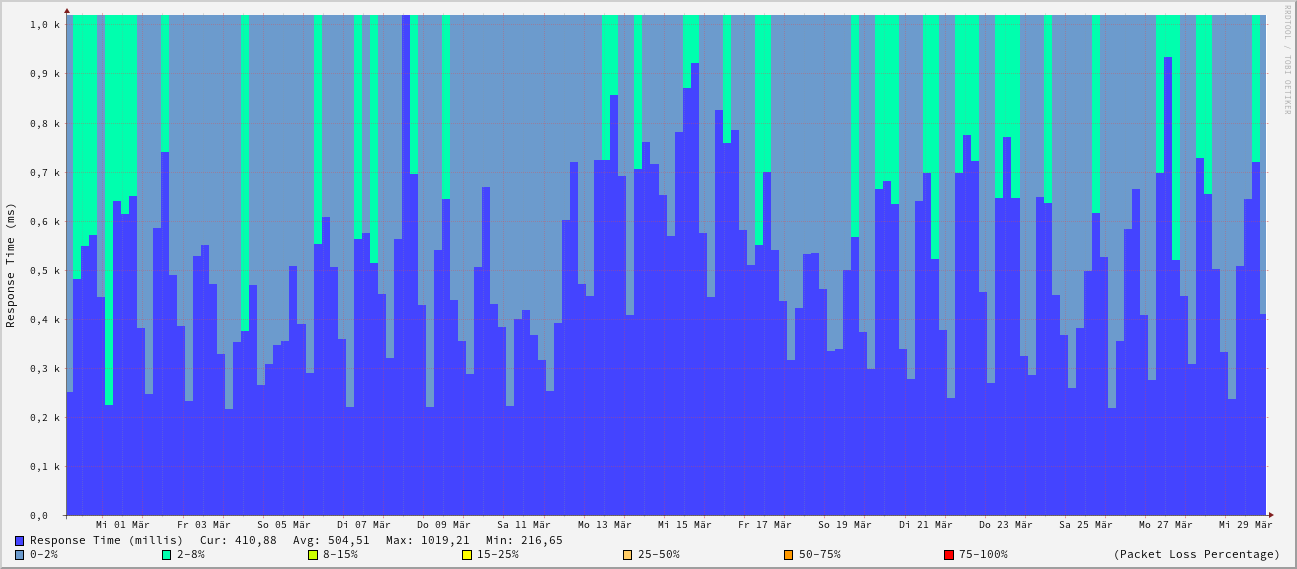 RRDTOOL / TOBI OETIKER
Response Time (ms)
1,0 k
0,9 k
0,8 k
0,7 k
0,6 k
0,5 k
0,4 k
0,3 k
0,2 k
0,1 k
0,0
Mi 01 Mär Fr 03 Mär So 05 Mär Di 07 Mär Do 09 Mär Sa 11 Mär Mo 13 Mär Mi 15 Mär Fr 17 Mär So 19 Mär Di 21 Mär Do 23 Mär Sa 25 Mär Mo 27 Mär Mi 29 Mär
Response Time (millis) Cur: 410,88 Avg: 504,51 Max: 1019,21 Min: 216,65
0-2% 2-8% 8-15% 15-25% 25-50% 50-75% 75-100% (Packet Loss Percentage)